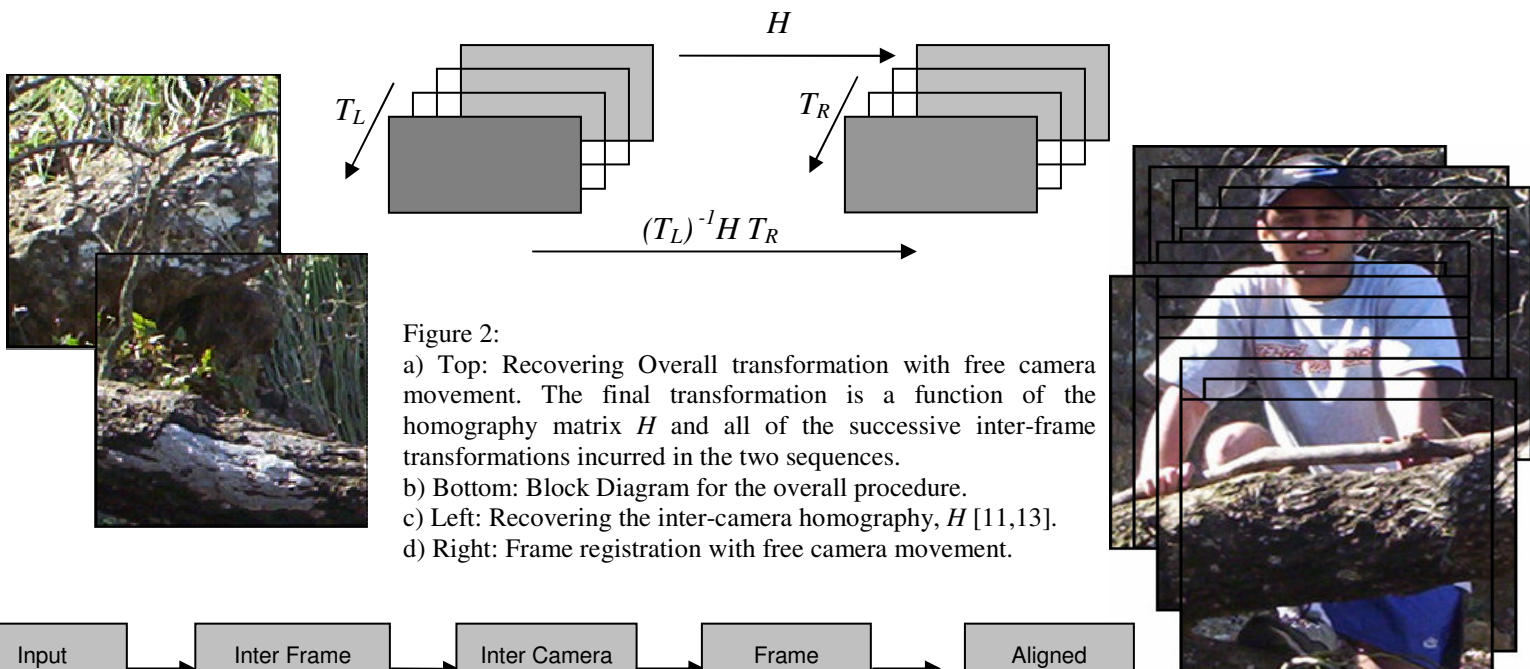 H
T_L
T_R
(T_L)^{-1} H T_R
Figure 2:
a) Top: Recovering Overall transformation with free camera
movement. The final transformation is a function of the
homography matrix H and all of the successive inter-frame
transformations incurred in the two sequences.
b) Bottom: Block Diagram for the overall procedure.
c) Left: Recovering the inter-camera homography, H [11,13].
d) Right: Frame registration with free camera movement.
Input
Inter Frame
Inter Camera
Frame
Aligned